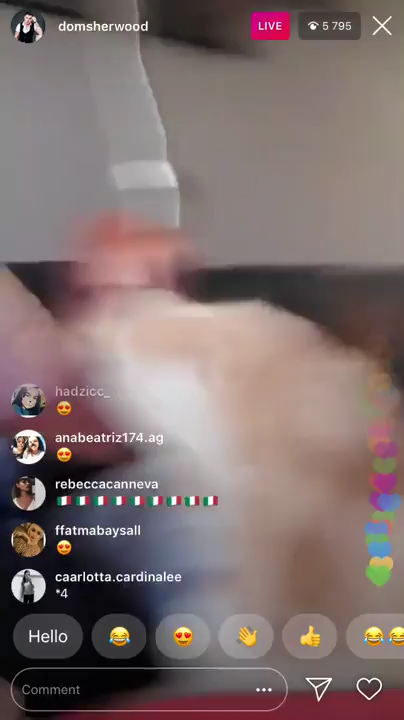 domsherwood
LIVE
5 795
hadzicc_
anabeatriz174.ag
rebeccacanneva
ffatmabaysall
caarlotta.cardinalee
*4
Hello
Comment